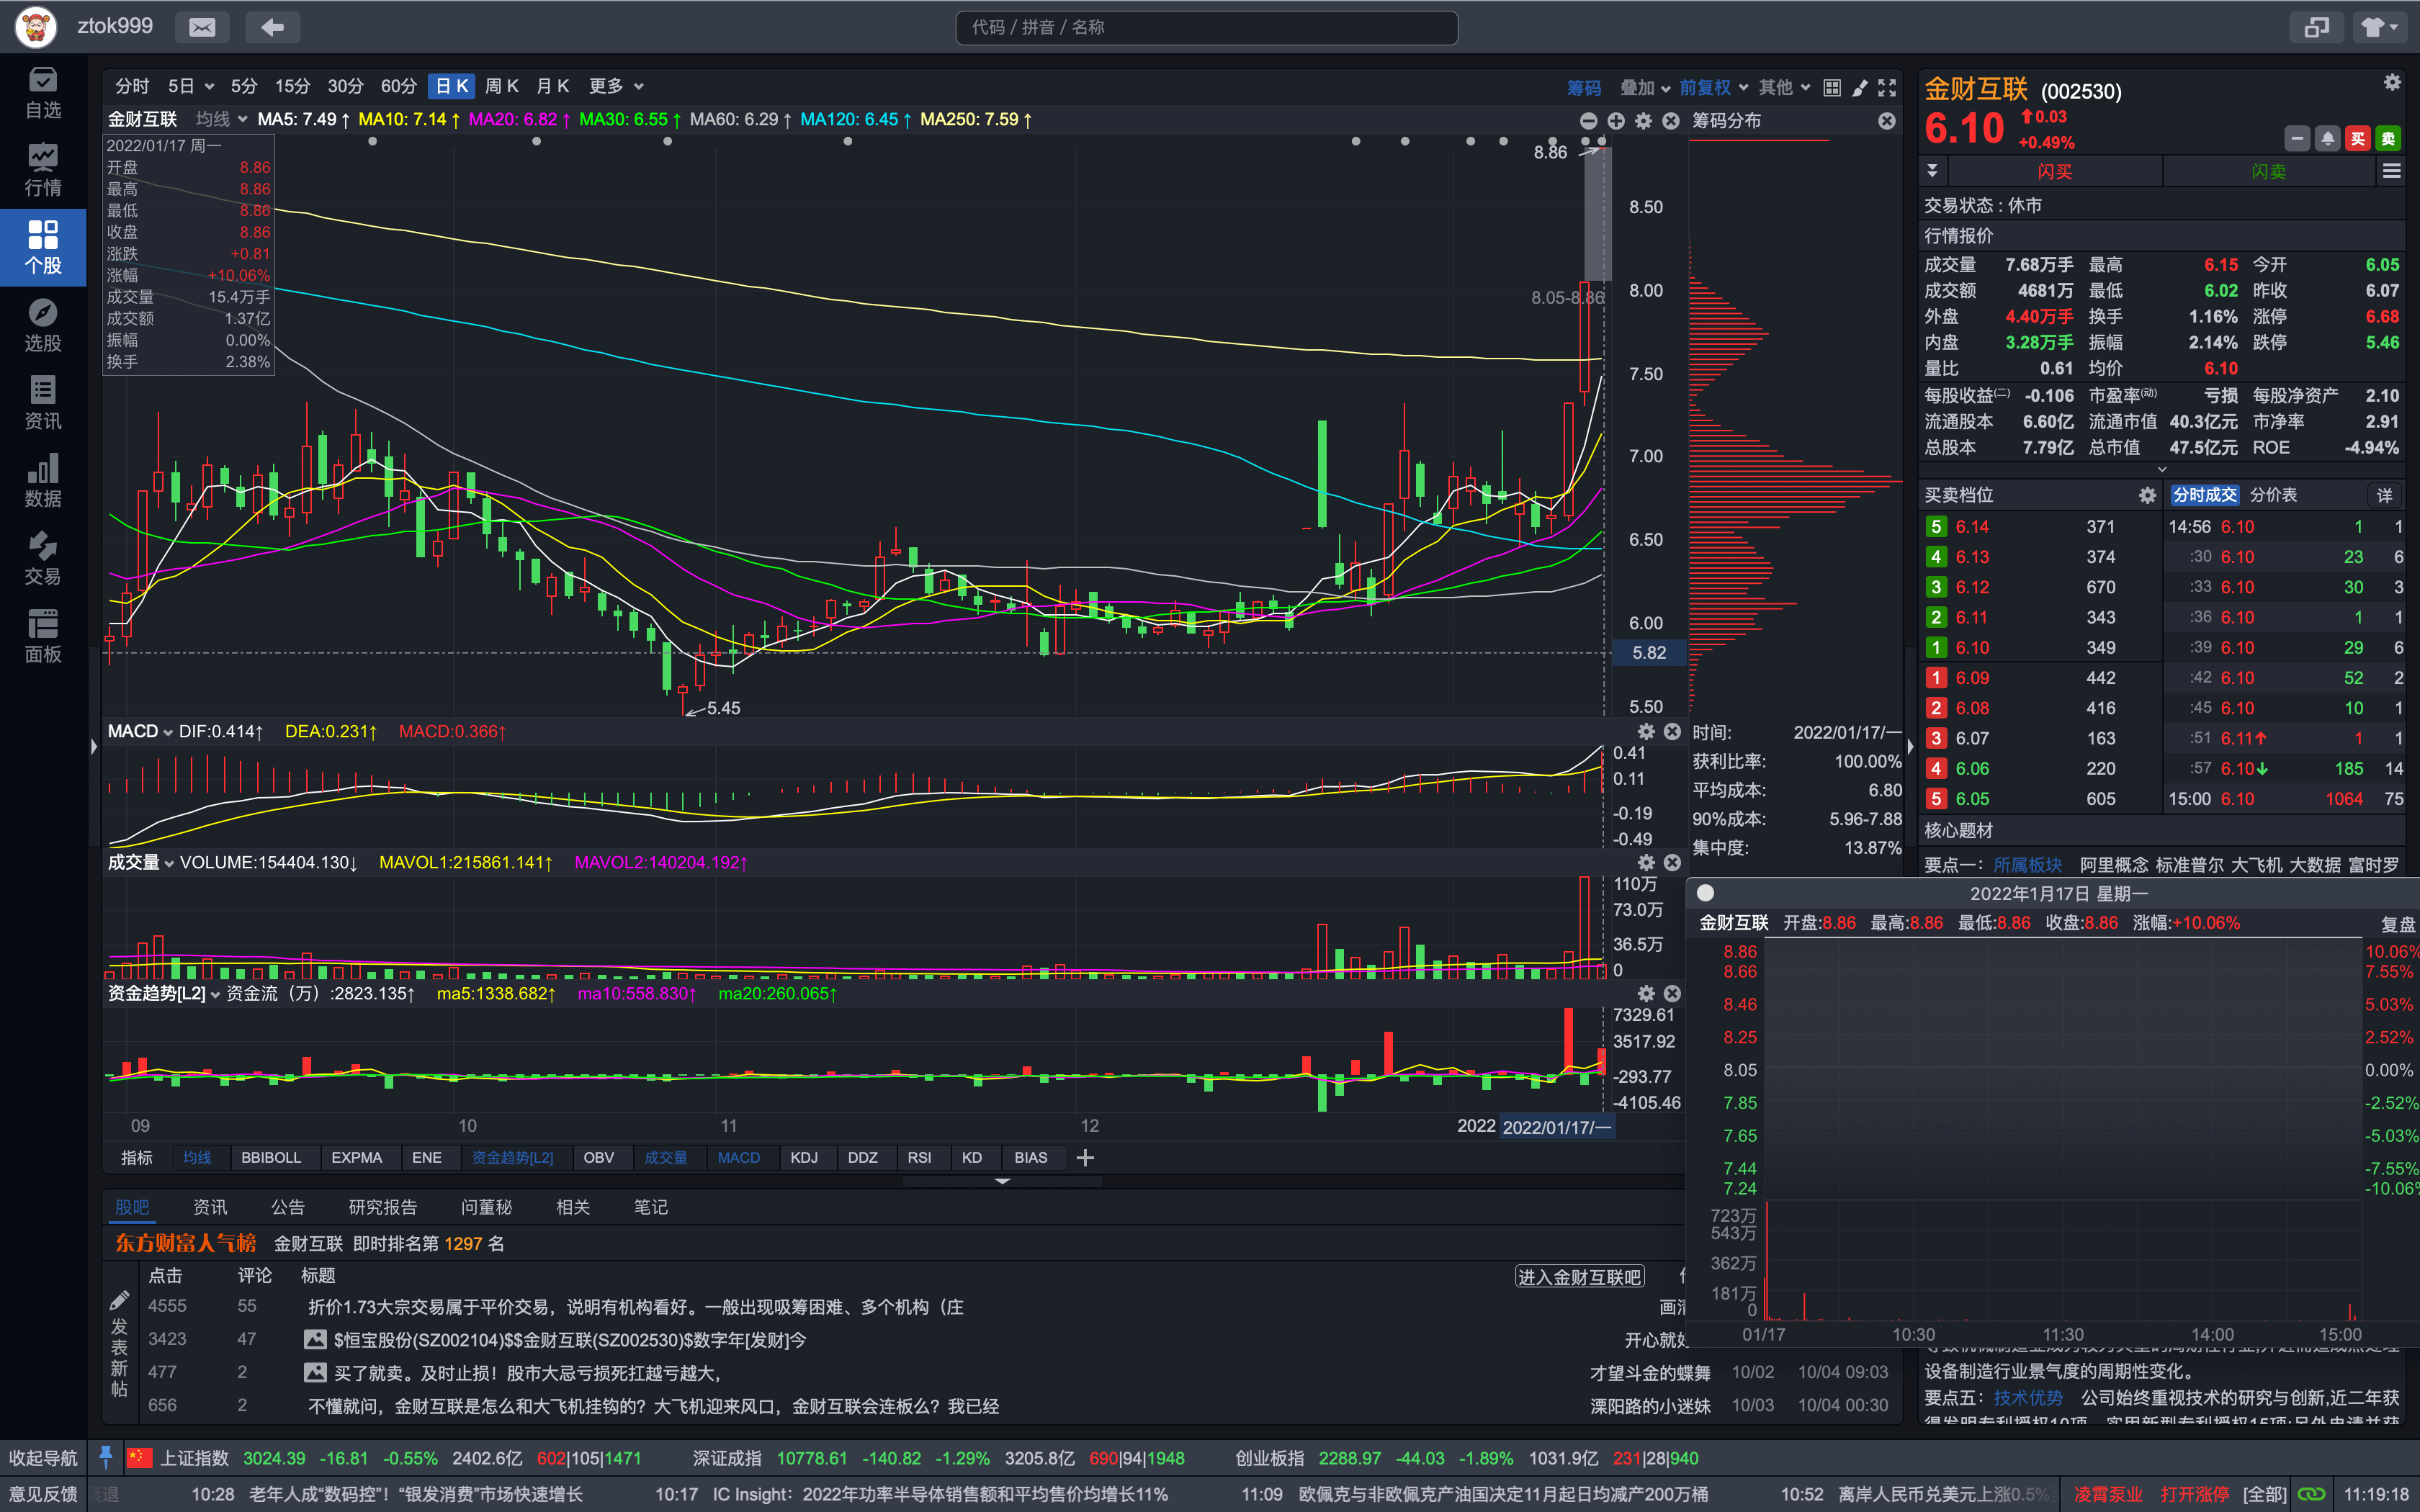 ztok999
代码 / 拼音 / 名称
自选
行情
个股
选股
资讯
数据
交易
面板
分时 5日 5分 15分 30分 60分 日K 周K 月K 更多 筹码 叠加 前复权 其他
金财互联 均线 MA5: 7.49↑ MA10: 7.14↑ MA20: 6.82↑ MA30: 6.55↑ MA60: 6.29↑ MA120: 6.45↑ MA250: 7.59↑ 筹码分布
2022/01/17 周一
开盘 8.86
最高 8.86
最低 8.86
收盘 8.86
涨跌 +0.81
涨幅 +10.06%
成交量 15.4万手
成交额 1.37亿
振幅 0.00%
换手 2.38%
8.86
8.05-8.86
5.45
8.50
8.00
7.50
7.00
6.50
6.00
5.82
5.50
MACD DIF:0.414↑ DEA:0.231↑ MACD:0.366↑
0.41
0.11
-0.19
-0.49
成交量 VOLUME:154404.130↓ MAVOL1:215861.141↑ MAVOL2:140204.192↑
110万
73.0万
36.5万
0
资金趋势[L2] 资金流（万）:2823.135↑ ma5:1338.682↑ ma10:558.830↑ ma20:260.065↑
7329.61
3517.92
-293.77
-4105.46
09 10 11 12 2022 2022/01/17/一
时间: 2022/01/17/一
获利比率: 100.00%
平均成本: 6.80
90%成本: 5.96-7.88
集中度: 13.87%
指标 均线 BBIBOLL EXPMA ENE 资金趋势[L2] OBV 成交量 MACD KDJ DDZ RSI KD BIAS
股吧 资讯 公告 研究报告 问董秘 相关 笔记
东方财富人气榜 金财互联 即时排名第 1297 名
点击 评论 标题 进入金财互联吧
发表新帖
4555 55 折价1.73大宗交易属于平价交易，说明有机构看好。一般出现吸筹困难、多个机构（庄
3423 47 $恒宝股份(SZ002104)$$金财互联(SZ002530)$数字年[发财]今 开心就好
477 2 买了就卖。及时止损！股市大忌亏损死扛越亏越大， 才望斗金的蝶舞 10/02 10/04 09:03
656 2 不懂就问，金财互联是怎么和大飞机挂钩的？大飞机迎来风口，金财互联会连板么？我已经 溧阳路的小迷妹 10/03 10/04 00:30
金财互联 (002530)
6.10 ↑0.03
+0.49%
买 卖
闪买 闪卖
交易状态 : 休市
行情报价
成交量 7.68万手 最高 6.15 今开 6.05
成交额 4681万 最低 6.02 昨收 6.07
外盘 4.40万手 换手 1.16% 涨停 6.68
内盘 3.28万手 振幅 2.14% 跌停 5.46
量比 0.61 均价 6.10
每股收益(二) -0.106 市盈率(动) 亏损 每股净资产 2.10
流通股本 6.60亿 流通市值 40.3亿元 市净率 2.91
总股本 7.79亿 总市值 47.5亿元 ROE -4.94%
买卖档位 分时成交 分价表 详
5 6.14 371 14:56 6.10 1 1
4 6.13 374 :30 6.10 23 6
3 6.12 670 :33 6.10 30 3
2 6.11 343 :36 6.10 1 1
1 6.10 349 :39 6.10 29 6
1 6.09 442 :42 6.10 52 2
2 6.08 416 :45 6.10 10 1
3 6.07 163 :51 6.11↑ 1 1
4 6.06 220 :57 6.10↓ 185 14
5 6.05 605 15:00 6.10 1064 75
核心题材
要点一： 所属板块 阿里概念 标准普尔 大飞机 大数据 富时罗
2022年1月17日 星期一
金财互联 开盘:8.86 最高:8.86 最低:8.86 收盘:8.86 涨幅:+10.06% 复盘
8.86 10.06%
8.66 7.55%
8.46 5.03%
8.25 2.52%
8.05 0.00%
7.85 -2.52%
7.65 -5.03%
7.44 -7.55%
7.24 -10.06%
723万
543万
362万
181万
0
01/17 10:30 11:30 14:00 15:00
设备制造行业景气度的周期性变化。
要点五： 技术优势 公司始终重视技术的研究与创新,近二年获
得发明专利授权10项、实用新型专利授权15项;另外申请并获
收起导航 上证指数 3024.39 -16.81 -0.55% 2402.6亿 602|105|1471 深证成指 10778.61 -140.82 -1.29% 3205.8亿 690|94|1948 创业板指 2288.97 -44.03 -1.89% 1031.9亿 231|28|940
意见反馈 10:28 老年人成“数码控”！“银发消费”市场快速增长 10:17 IC Insight：2022年功率半导体销售额和平均售价均增长11% 11:09 欧佩克与非欧佩克产油国决定11月起日均减产200万桶 10:52 离岸人民币兑美元上涨0.5% 凌霄泵业 打开涨停 [全部] 11:19:18